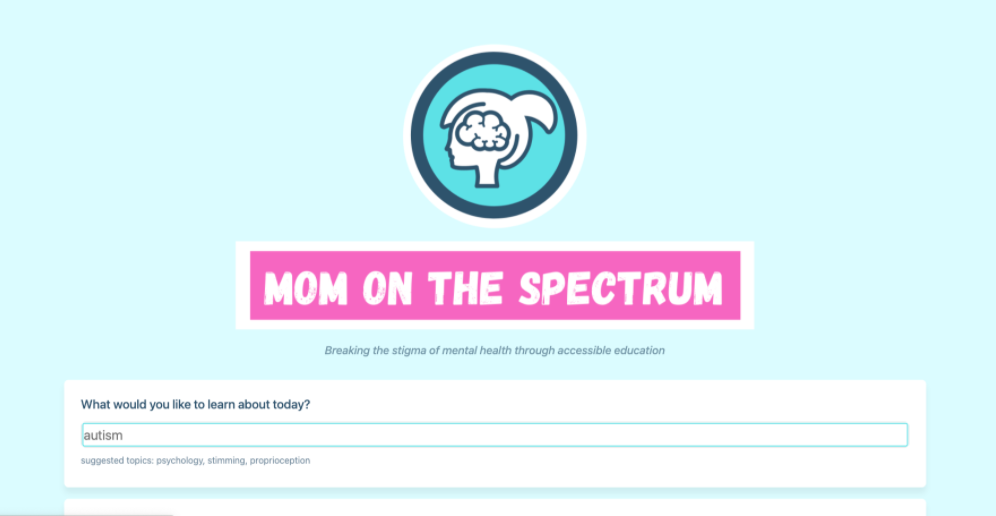 MOM ON THE SPECTRUM
Breaking the stigma of mental health through accessible education
What would you like to learn about today?
autism
suggested topics: psychology, stimming, proprioception